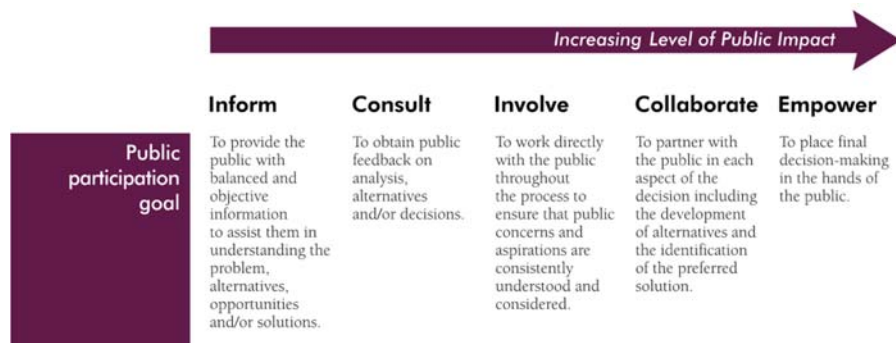 Increasing Level of Public Impact
Inform
Consult
Involve
Collaborate
Empower
Public
participation
goal
To provide the
public with
balanced and
objective
information
to assist them in
understanding the
problem,
alternatives,
opportunities
and/or solutions.
To obtain public
feedback on
analysis,
alternatives
and/or decisions.
To work directly
with the public
throughout
the process to
ensure that public
concerns and
aspirations are
consistently
understood and
considered.
To partner with
the public in each
aspect of the
decision including
the development
of alternatives and
the identification
of the preferred
solution.
To place final
decision-making
in the hands of
the public.